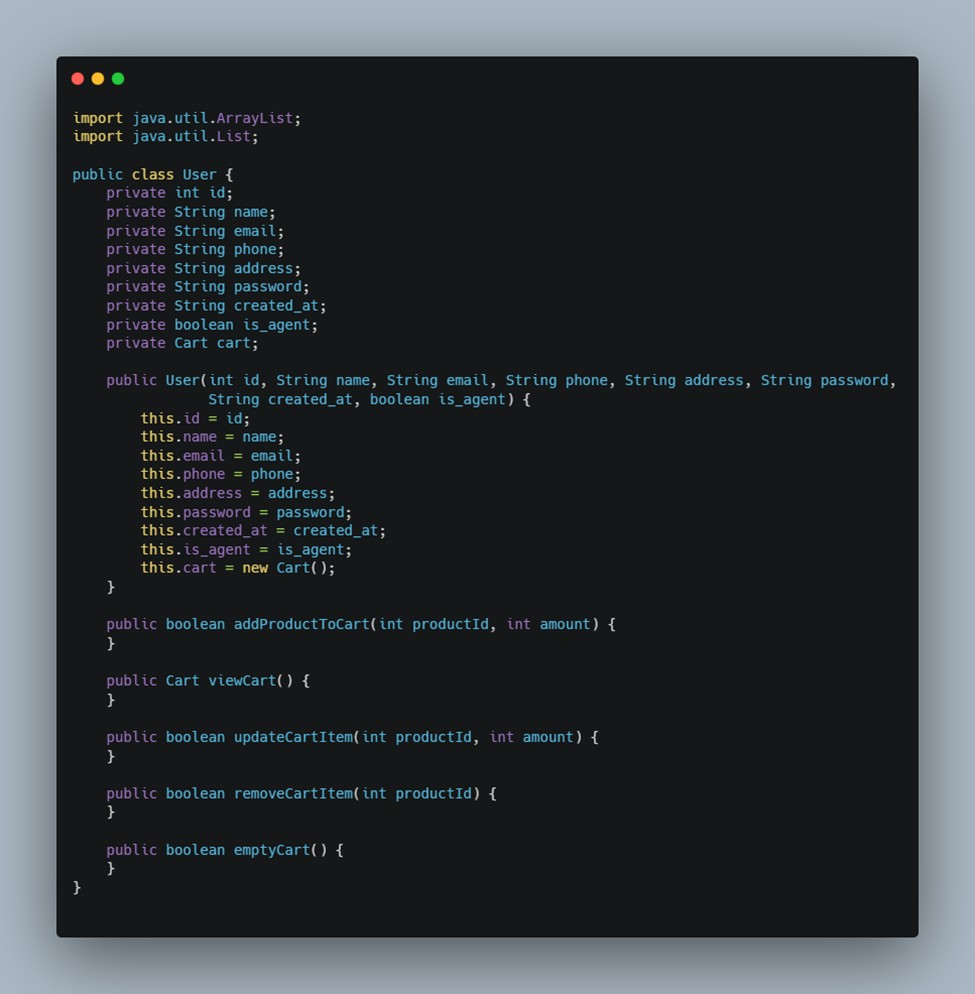 import java.util.ArrayList;
import java.util.List;

public class User {
    private int id;
    private String name;
    private String email;
    private String phone;
    private String address;
    private String password;
    private String created_at;
    private boolean is_agent;
    private Cart cart;

    public User(int id, String name, String email, String phone, String address, String password,
                String created_at, boolean is_agent) {
        this.id = id;
        this.name = name;
        this.email = email;
        this.phone = phone;
        this.address = address;
        this.password = password;
        this.created_at = created_at;
        this.is_agent = is_agent;
        this.cart = new Cart();
    }

    public boolean addProductToCart(int productId, int amount) {
    }

    public Cart viewCart() {
    }

    public boolean updateCartItem(int productId, int amount) {
    }

    public boolean removeCartItem(int productId) {
    }

    public boolean emptyCart() {
    }
}